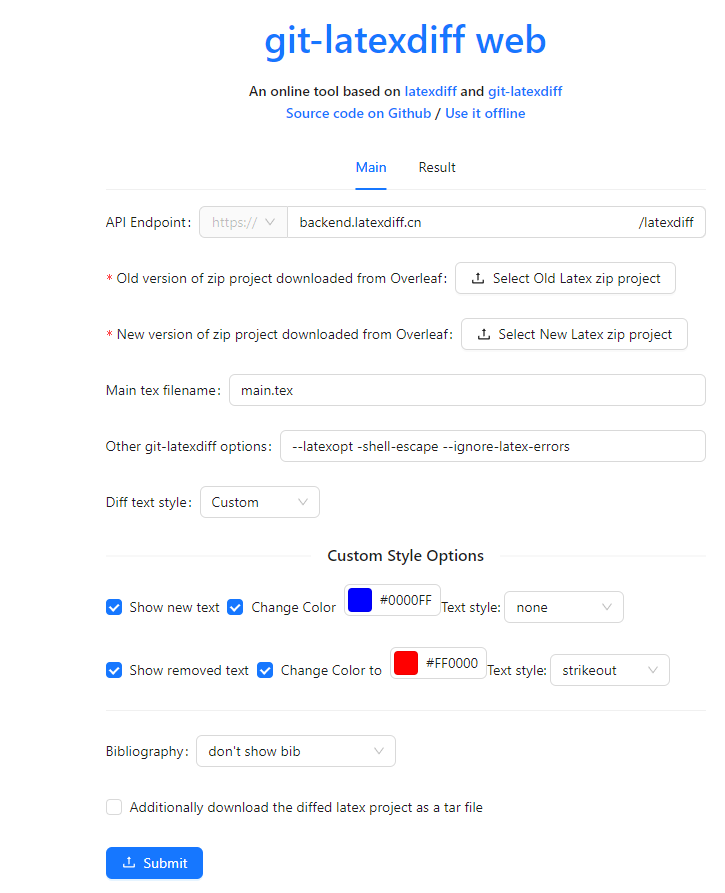 git-latexdiff web
An online tool based on latexdiff and git-latexdiff
Source code on Github / Use it offline
Main Result
API Endpoint: https:// backend.latexdiff.cn /latexdiff
* Old version of zip project downloaded from Overleaf: Select Old Latex zip project
* New version of zip project downloaded from Overleaf: Select New Latex zip project
Main tex filename: main.tex
Other git-latexdiff options: --latexopt -shell-escape --ignore-latex-errors
Diff text style: Custom
Custom Style Options
Show new text Change Color #0000FF Text style: none
Show removed text Change Color to #FF0000 Text style: strikeout
Bibliography: don't show bib
Additionally download the diffed latex project as a tar file
Submit